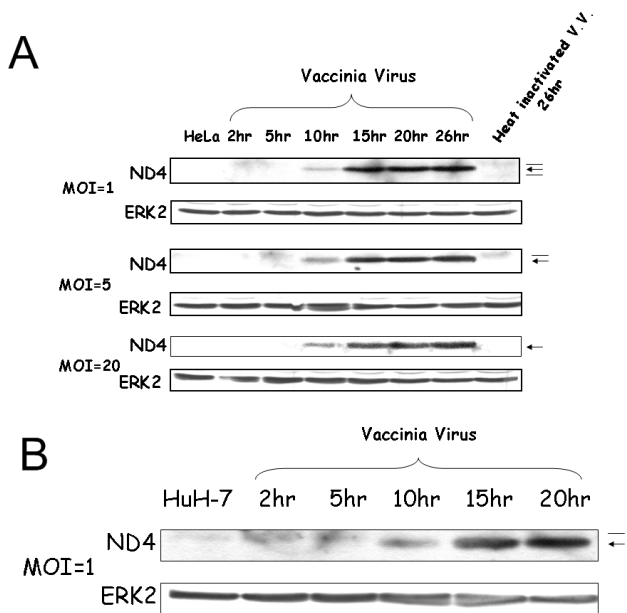 A
Vaccinia Virus
Heat inactivated V.V.
26hr
HeLa 2hr 5hr 10hr 15hr 20hr 26hr
ND4
MOI=1
ERK2
ND4
MOI=5
ERK2
ND4
MOI=20
ERK2
B
Vaccinia Virus
HuH-7 2hr 5hr 10hr 15hr 20hr
ND4
MOI=1
ERK2